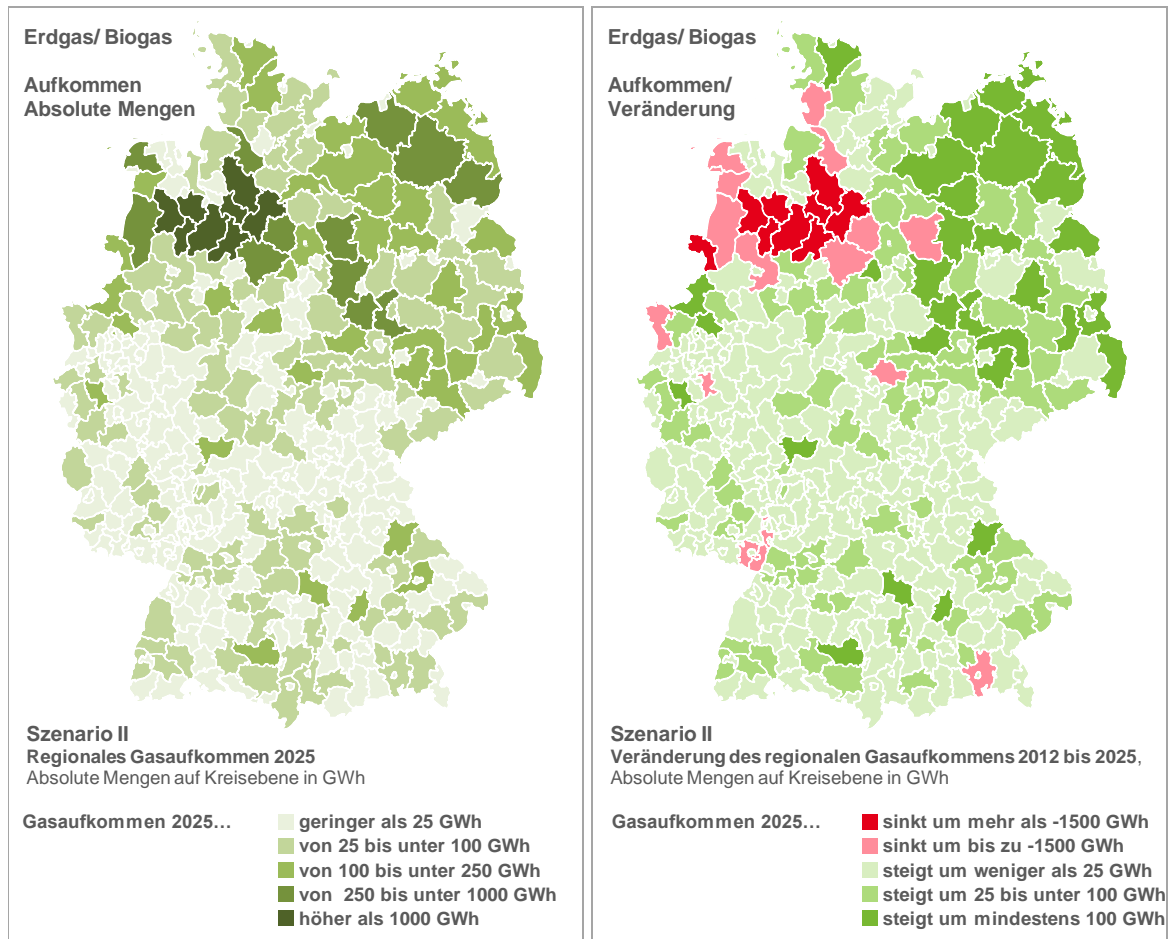 Erdgas/ Biogas
Aufkommen
Absolute Mengen
Szenario II
Regionales Gasaufkommen 2025
Absolute Mengen auf Kreisebene in GWh
Gasaufkommen 2025...
geringer als 25 GWh
von 25 bis unter 100 GWh
von 100 bis unter 250 GWh
von 250 bis unter 1000 GWh
höher als 1000 GWh
Erdgas/ Biogas
Aufkommen/
Veränderung
Szenario II
Veränderung des regionalen Gasaufkommens 2012 bis 2025,
Absolute Mengen auf Kreisebene in GWh
Gasaufkommen 2025...
sinkt um mehr als -1500 GWh
sinkt um bis zu -1500 GWh
steigt um weniger als 25 GWh
steigt um 25 bis unter 100 GWh
steigt um mindestens 100 GWh